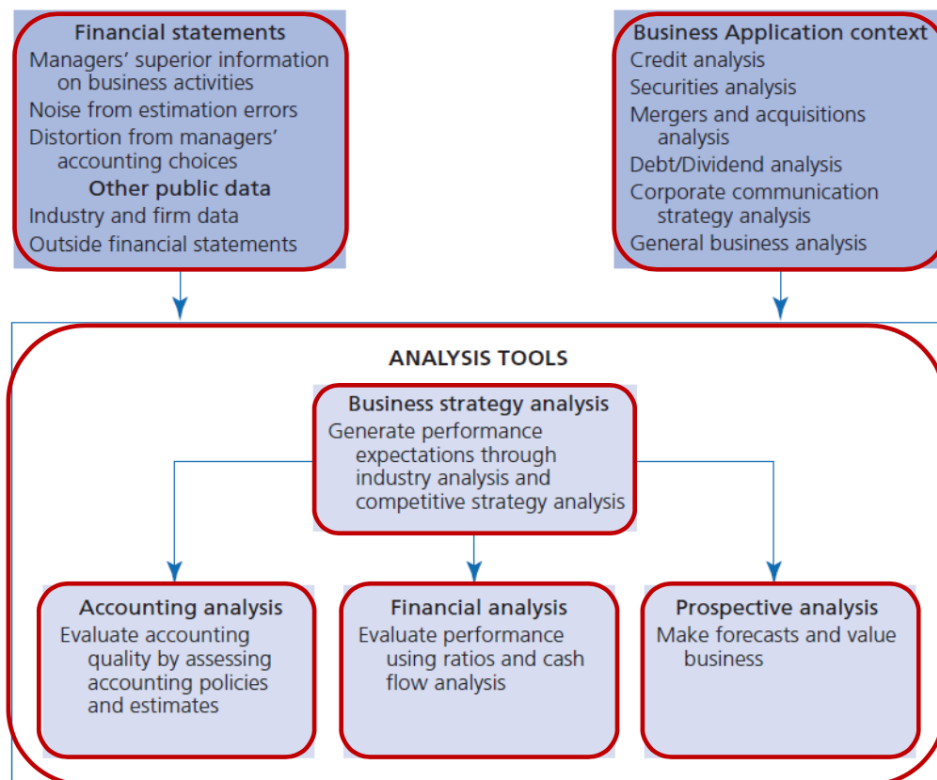 Financial statements
Managers' superior information
on business activities
Noise from estimation errors
Distortion from managers'
accounting choices
Other public data
Industry and firm data
Outside financial statements
Business Application context
Credit analysis
Securities analysis
Mergers and acquisitions
analysis
Debt/Dividend analysis
Corporate communication
strategy analysis
General business analysis
ANALYSIS TOOLS
Business strategy analysis
Generate performance
expectations through
industry analysis and
competitive strategy analysis
Accounting analysis
Evaluate accounting
quality by assessing
accounting policies
and estimates
Financial analysis
Evaluate performance
using ratios and cash
flow analysis
Prospective analysis
Make forecasts and value
business